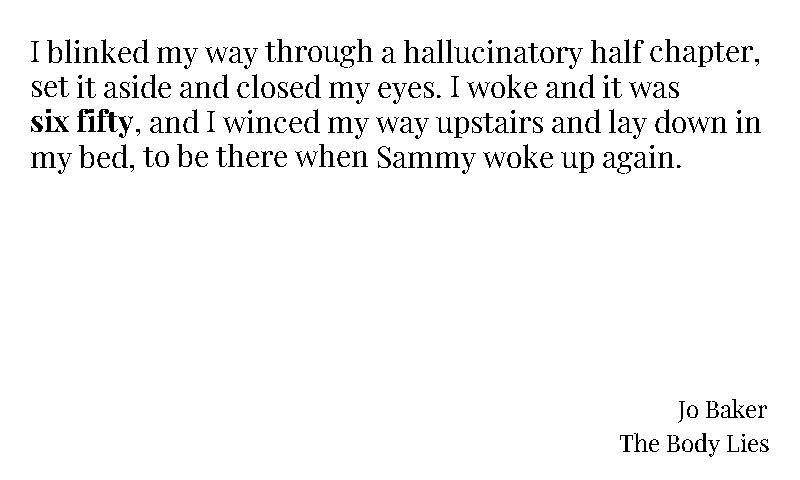 I blinked my way through a hallucinatory half chapter,
set it aside and closed my eyes. I woke and it was
six fifty, and I winced my way upstairs and lay down in
my bed, to be there when Sammy woke up again.
Jo Baker
The Body Lies